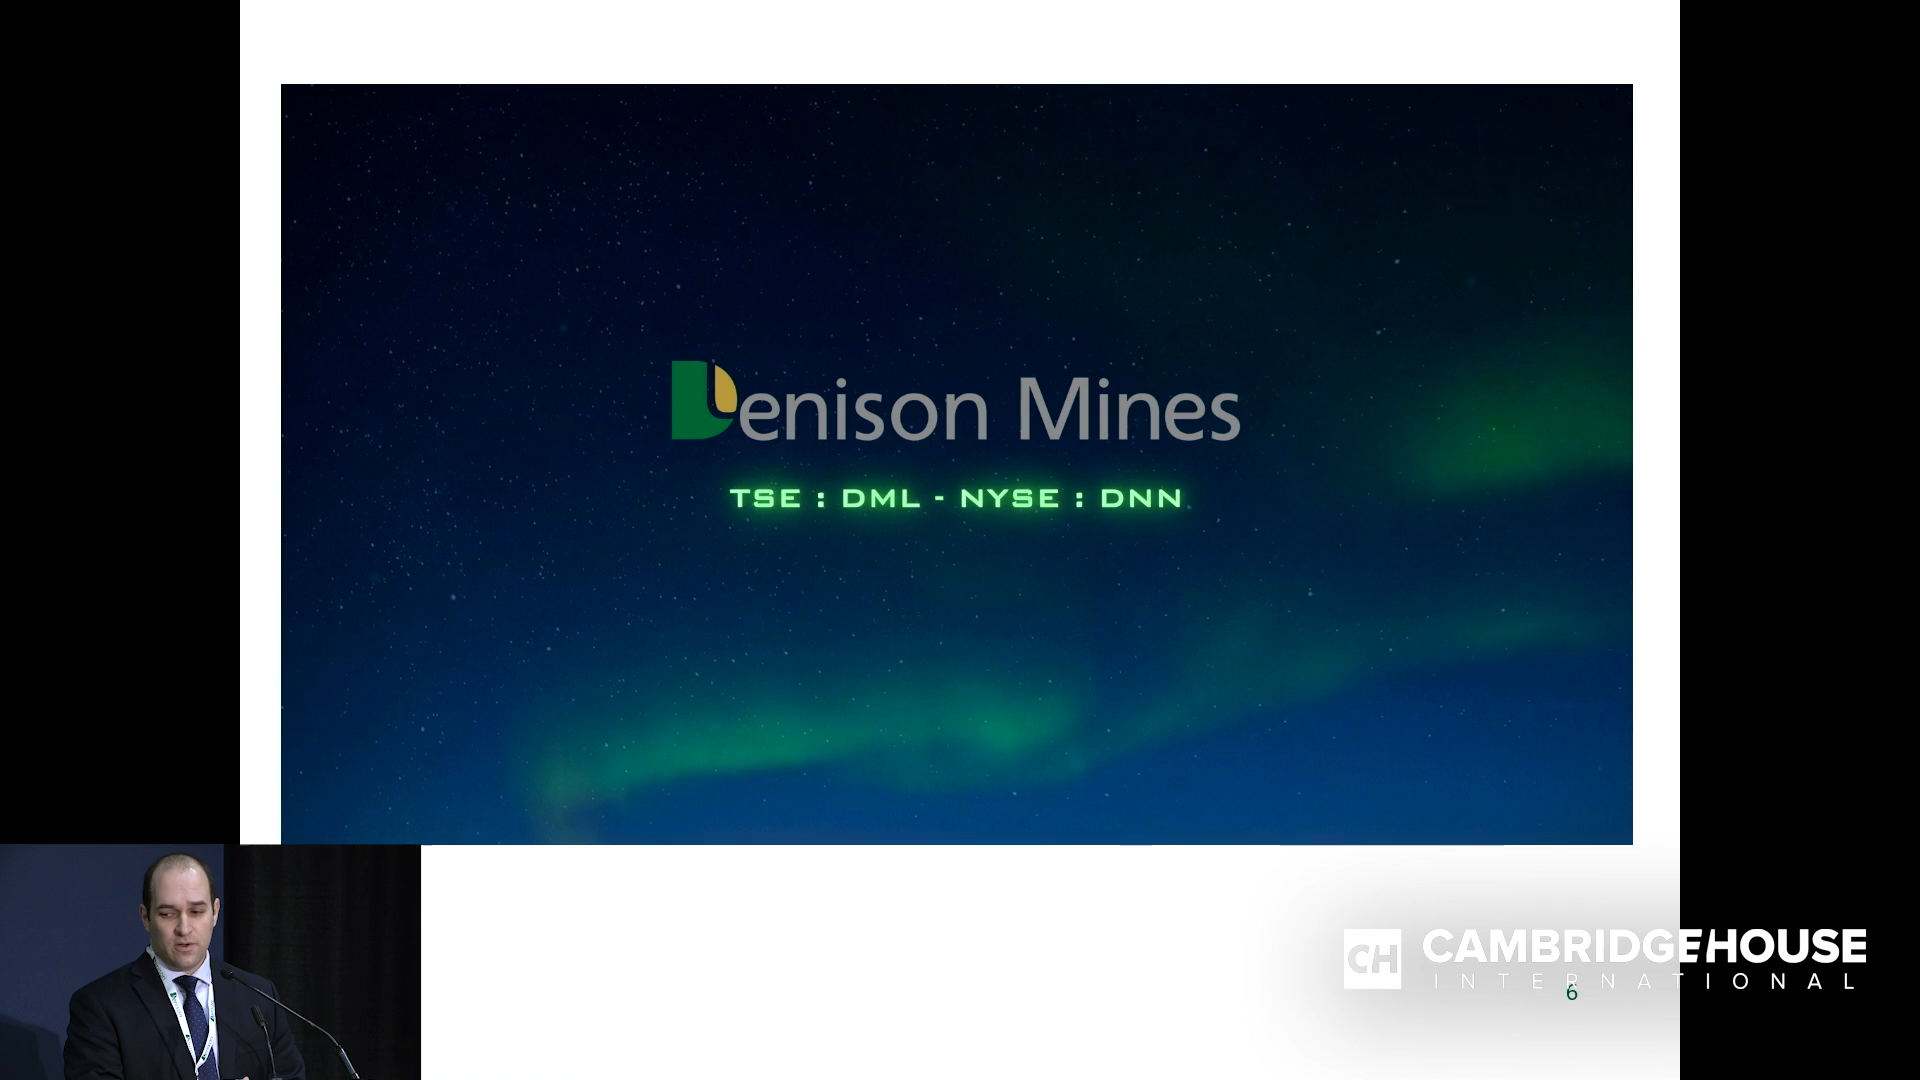 Denison Mines
TSE : DML - NYSE : DNN
CH CAMBRIDGEHOUSE
INTERNATIONAL
6